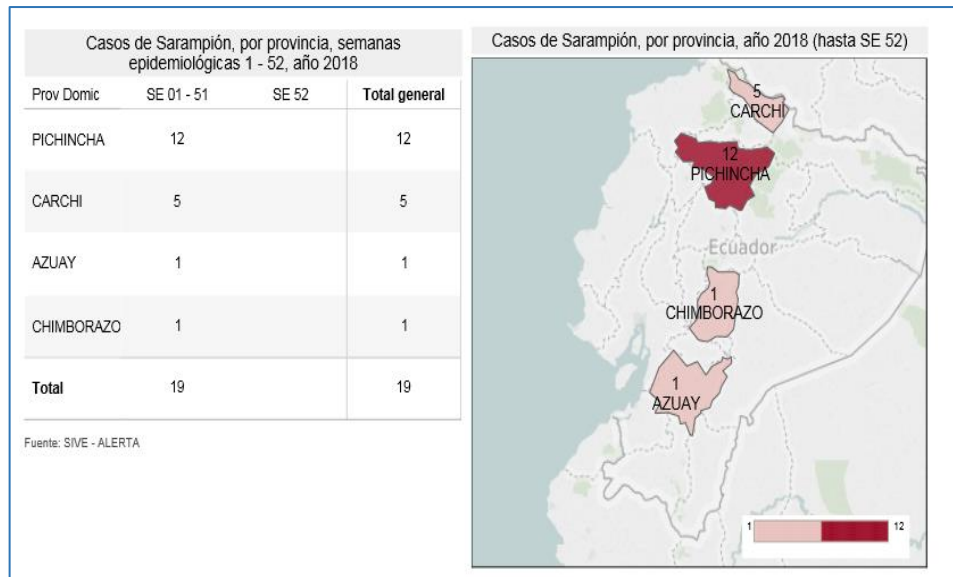 Casos de Sarampión, por provincia, semanas
epidemiológicas 1 - 52, año 2018
Prov Domic SE 01 - 51 SE 52 Total general
PICHINCHA 12 12
CARCHI 5 5
AZUAY 1 1
CHIMBORAZO 1 1
Total 19 19
Fuente: SIVE - ALERTA
Casos de Sarampión, por provincia, año 2018 (hasta SE 52)
5
CARCHI
12
PICHINCHA
Ecuador
1
CHIMBORAZO
1
AZUAY
1 12